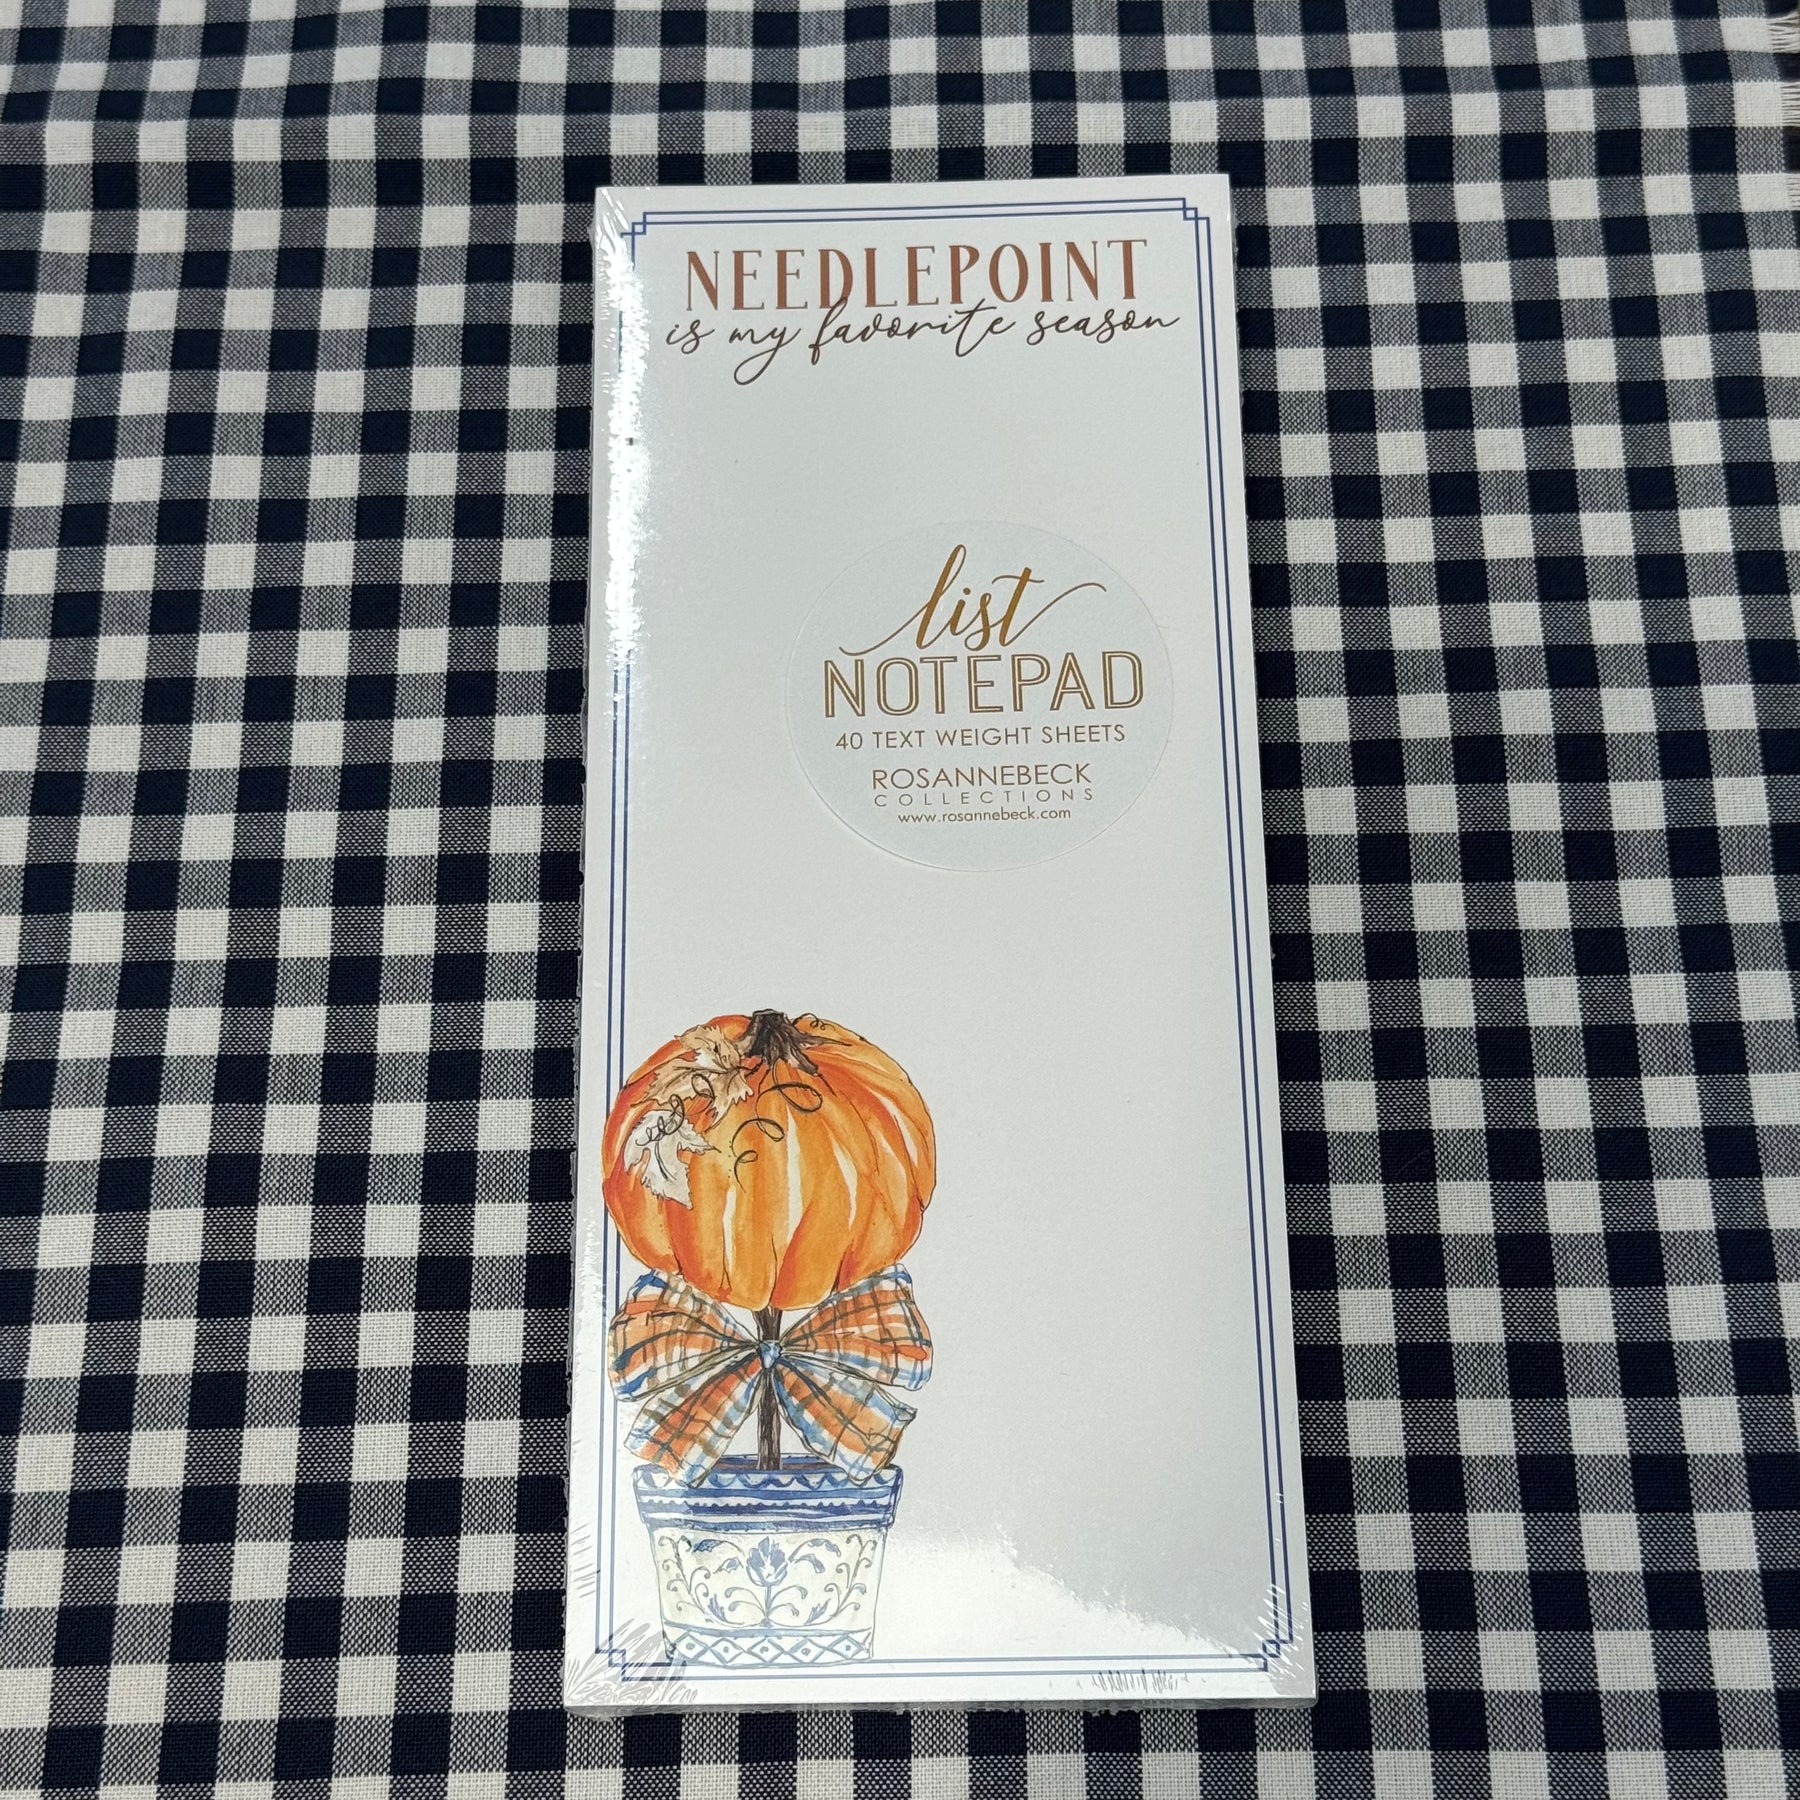 NEEDLEPOINT
is my favorite season
list
NOTEPAD
40 TEXT WEIGHT SHEETS
ROSANNEBECK
COLLECTIONS
www.rosannebeck.com